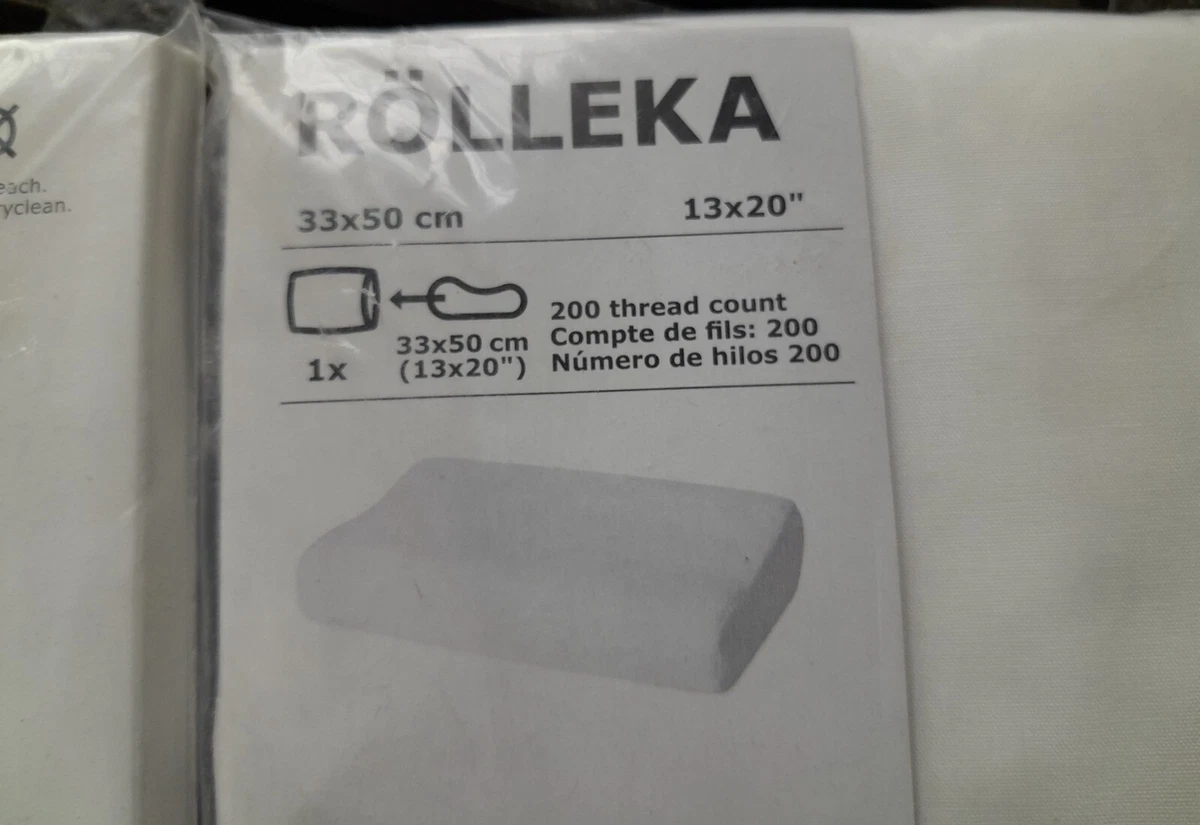 each.
yclean.
RÖLLEKA
33x50 cm
13x20"
1x
33x50 cm
(13x20")
200 thread count
Compte de fils: 200
Número de hilos 200